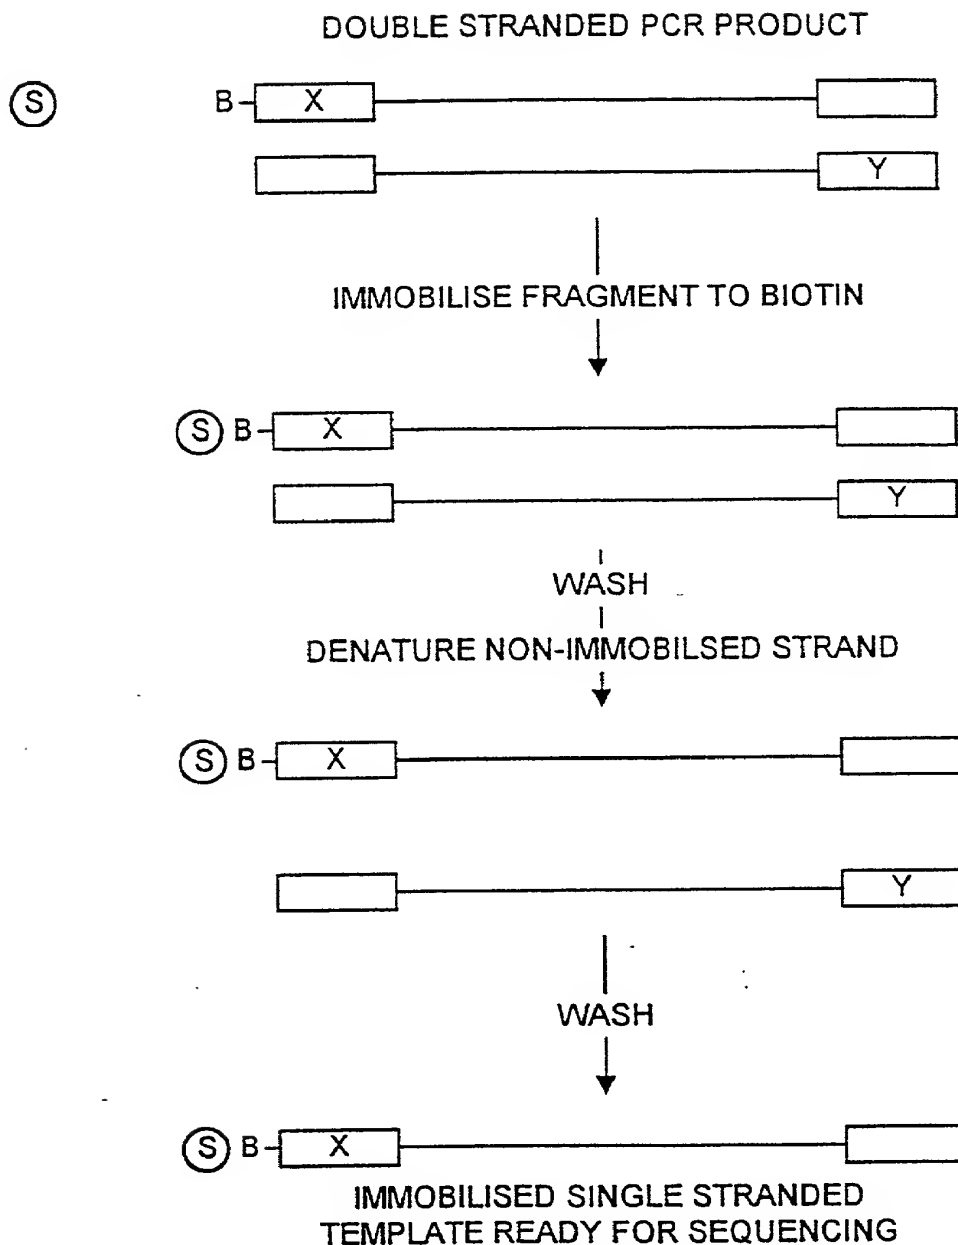 DOUBLE STRANDED PCR PRODUCT
S B X
Y
IMMOBILISE FRAGMENT TO BIOTIN
S B X
Y
WASH
DENATURE NON-IMMOBILSED STRAND
S B X
Y
WASH
S B X
IMMOBILISED SINGLE STRANDED
TEMPLATE READY FOR SEQUENCING